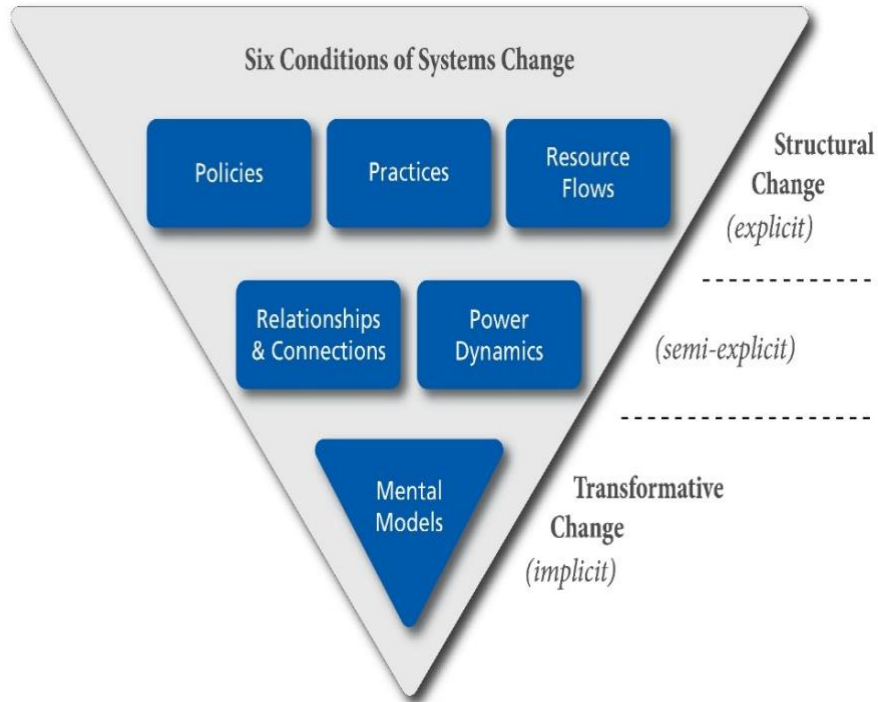 Six Conditions of Systems Change
Policies
Practices
Resource
Flows
Structural
Change
(explicit)
Relationships
& Connections
Power
Dynamics
(semi-explicit)
Mental
Models
Transformative
Change
(implicit)